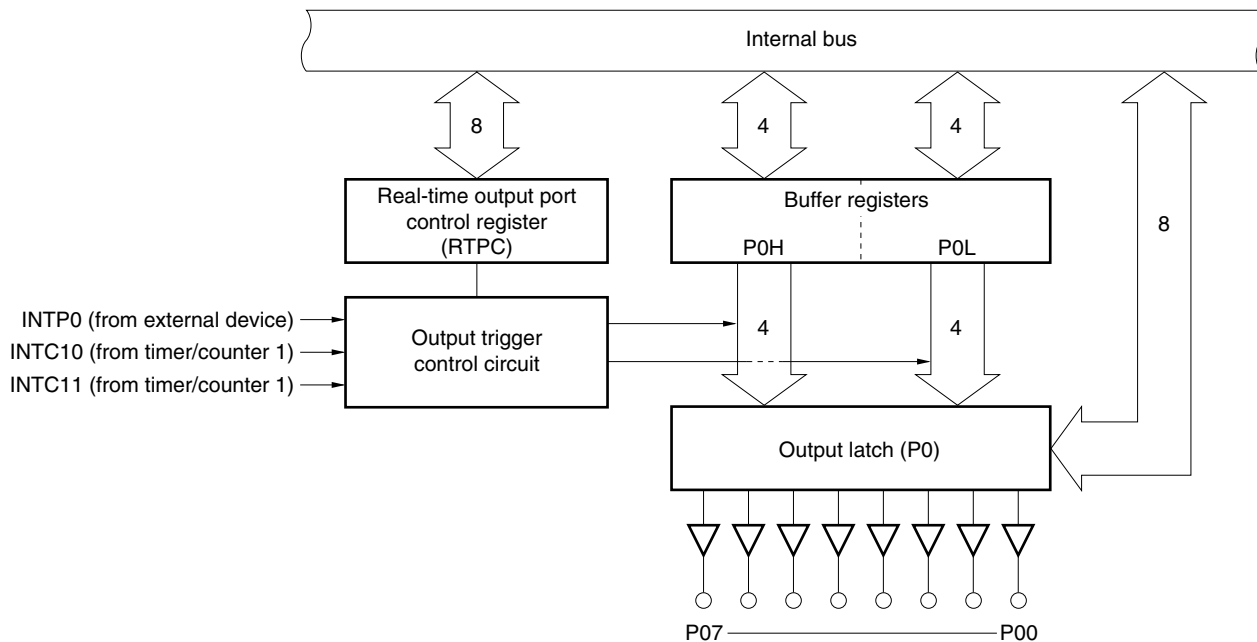 Internal bus
8
4
4
Real-time output port
control register
(RTPC)
Buffer registers
P0H
P0L
8
INTP0 (from external device)
INTC10 (from timer/counter 1)
INTC11 (from timer/counter 1)
Output trigger
control circuit
4
4
Output latch (P0)
P07
P00